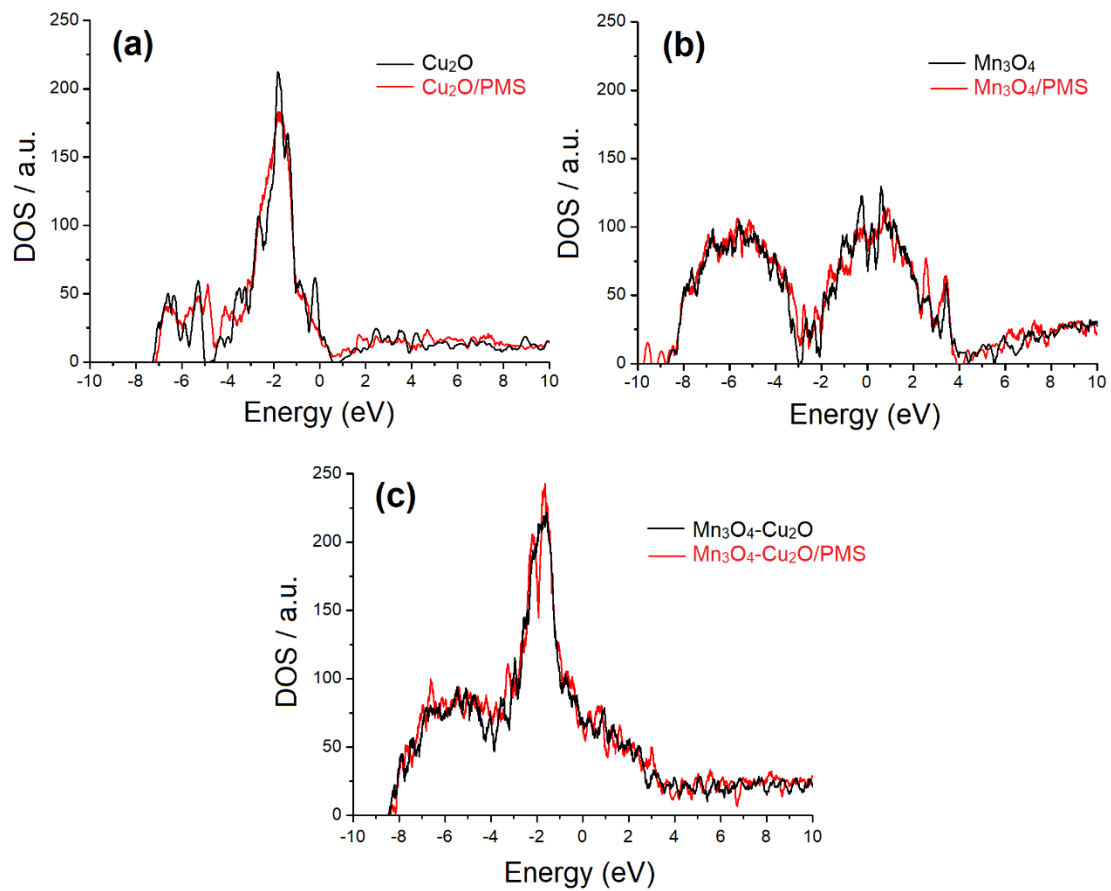 (a)
Cu₂O
Cu₂O/PMS
DOS / a.u.
250
200
150
100
50
0
-10 -8 -6 -4 -2 0 2 4 6 8 10
Energy (eV)
(b)
Mn₃O₄
Mn₃O₄/PMS
DOS / a.u.
250
200
150
100
50
0
-10 -8 -6 -4 -2 0 2 4 6 8 10
Energy (eV)
(c)
Mn₃O₄-Cu₂O
Mn₃O₄-Cu₂O/PMS
DOS / a.u.
250
200
150
100
50
0
-10 -8 -6 -4 -2 0 2 4 6 8 10
Energy (eV)